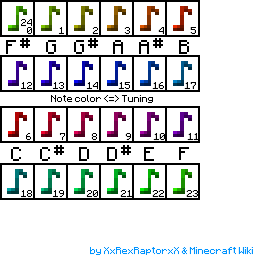 24
0 1 2 3 4 5
F# G G# A A# B
12 13 14 15 16 17
Note color <=> Tuning
6 7 8 9 10 11
C C# D D# E F
18 19 20 21 22 23
by XxRexRaptorxX & Minecraft Wiki